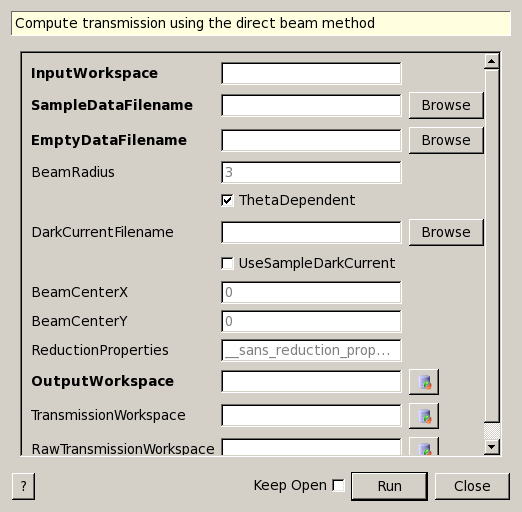 Compute transmission using the direct beam method
InputWorkspace
SampleDataFilename Browse
EmptyDataFilename Browse
BeamRadius 3
ThetaDependent
DarkCurrentFilename Browse
UseSampleDarkCurrent
BeamCenterX 0
BeamCenterY 0
ReductionProperties __sans_reduction_prop...
OutputWorkspace
TransmissionWorkspace
RawTransmissionWorkspace
? Keep Open Run Close